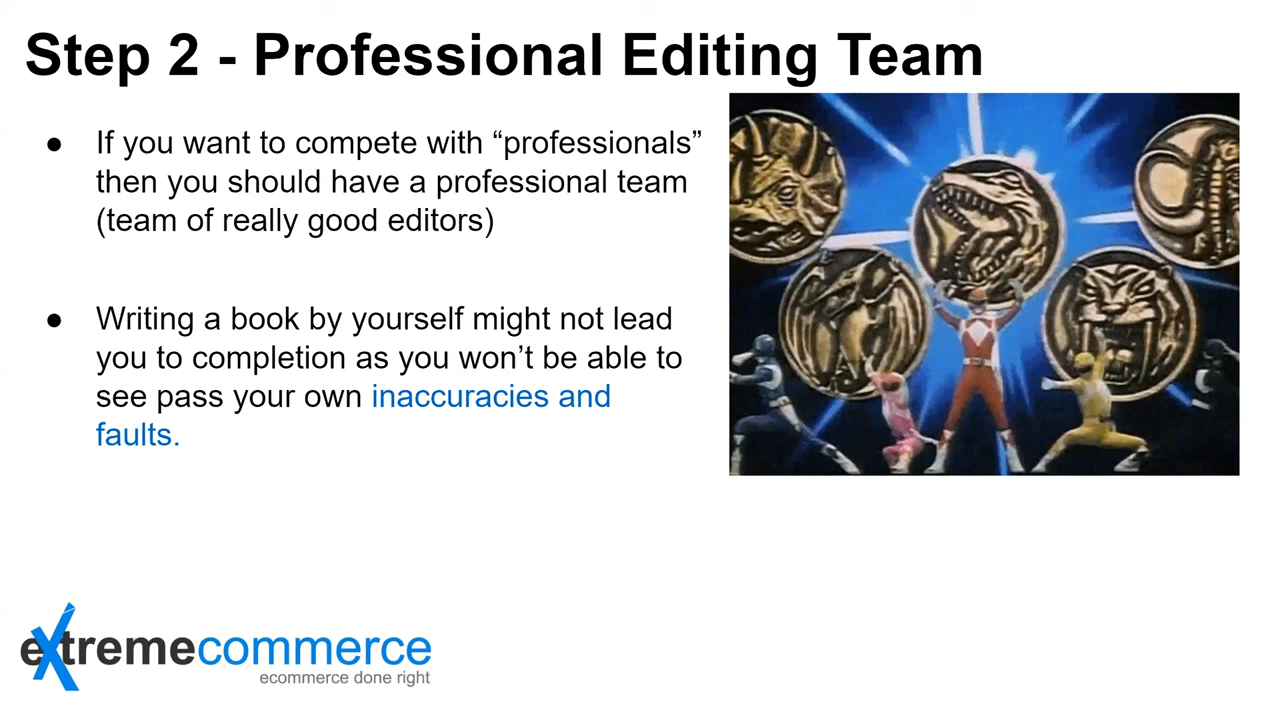 Step 2 - Professional Editing Team
● If you want to compete with “professionals”
then you should have a professional team
(team of really good editors)
● Writing a book by yourself might not lead
you to completion as you won’t be able to
see pass your own inaccuracies and
faults.
extremecommerce
ecommerce done right